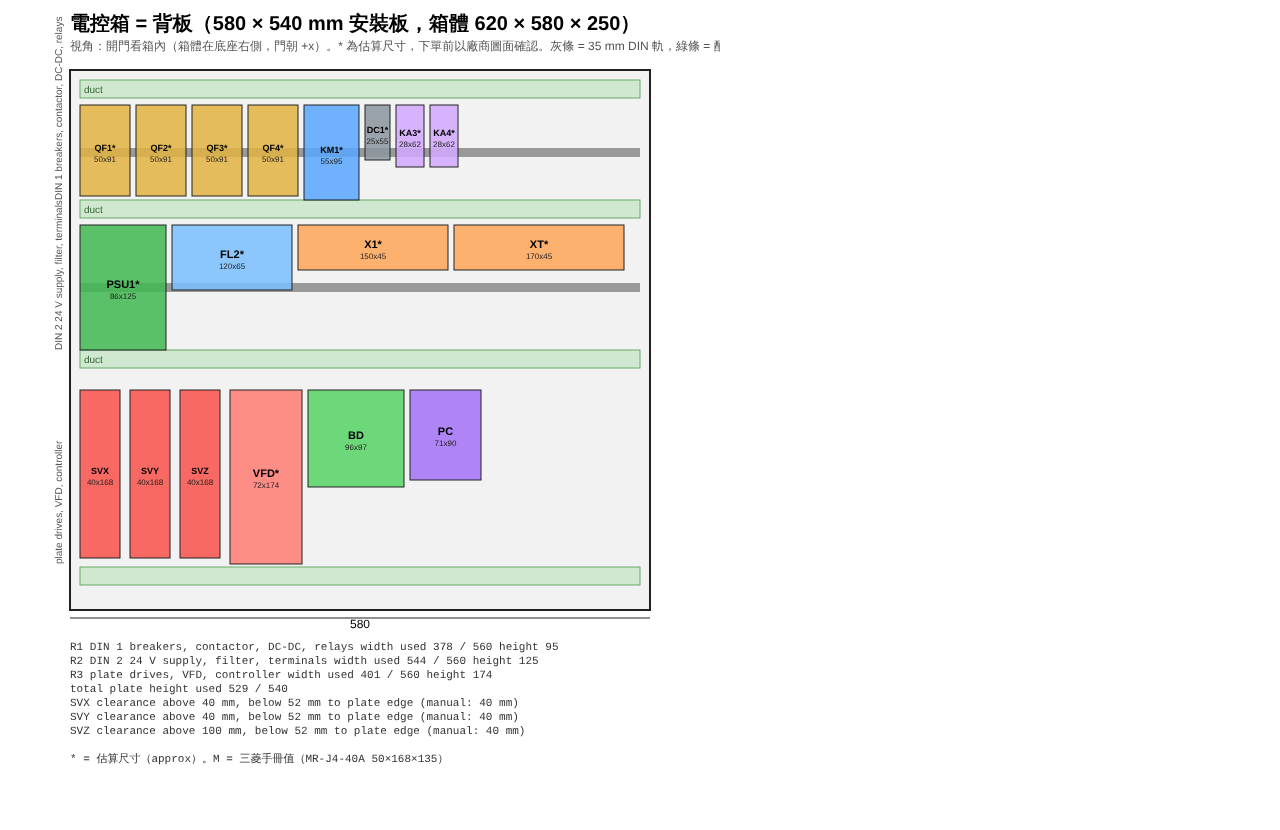 電控箱 = 背板（580 × 540 mm 安裝板，箱體 620 × 580 × 250）
視角：開門看箱內（箱體在底座右側，門朝 +x）。* 為估算尺寸，下單前以廠商圖面確認。灰條 = 35 mm DIN 軌，綠條 =
DIN 1 breakers, contactor, DC-DC, relays
duct
QF1*
50x91
QF2*
50x91
QF3*
50x91
QF4*
50x91
KM1*
55x95
DC1*
25x55
KA3*
28x62
KA4*
28x62
duct
DIN 2 24 V supply, filter, terminals
PSU1*
86x125
FL2*
120x65
X1*
150x45
XT*
170x45
duct
plate drives, VFD, controller
SVX
40x168
SVY
40x168
SVZ
40x168
VFD*
72x174
BD
96x97
PC
71x90
580
R1 DIN 1 breakers, contactor, DC-DC, relays width used 378 / 560 height 95
R2 DIN 2 24 V supply, filter, terminals width used 544 / 560 height 125
R3 plate drives, VFD, controller width used 401 / 560 height 174
total plate height used 529 / 540
SVX clearance above 40 mm, below 52 mm to plate edge (manual: 40 mm)
SVY clearance above 40 mm, below 52 mm to plate edge (manual: 40 mm)
SVZ clearance above 100 mm, below 52 mm to plate edge (manual: 40 mm)
* = 估算尺寸（approx）。M = 三菱手冊值（MR-J4-40A 50×168×135）